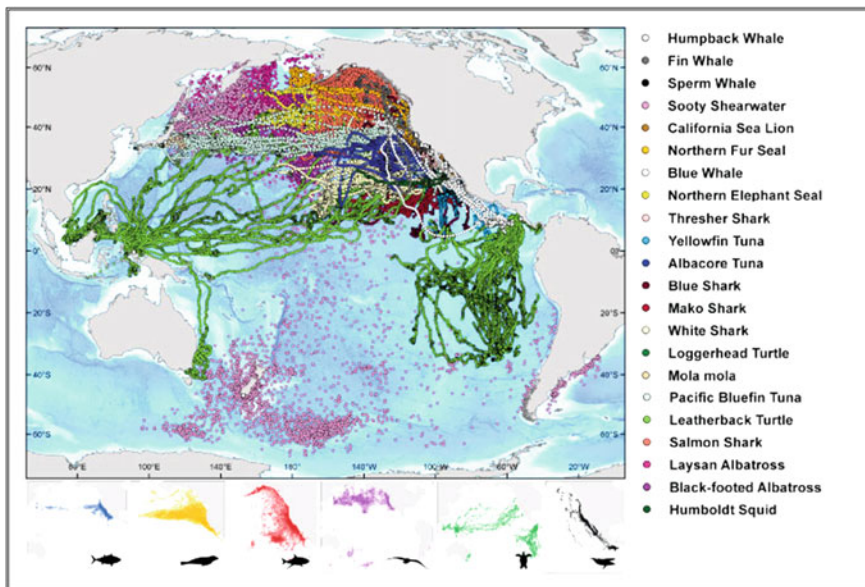 Humpback Whale
Fin Whale
Sperm Whale
Sooty Shearwater
California Sea Lion
Northern Fur Seal
Blue Whale
Northern Elephant Seal
Thresher Shark
Yellowfin Tuna
Albacore Tuna
Blue Shark
Mako Shark
White Shark
Loggerhead Turtle
Mola mola
Pacific Bluefin Tuna
Leatherback Turtle
Salmon Shark
Laysan Albatross
Black-footed Albatross
Humboldt Squid
60°N 60°N
40°N 40°N
20°N 20°N
0° 0°
20°S 20°S
40°S 40°S
60°S 60°S
100°E 140°E 180° 140°W 100°W 60°W 20°W